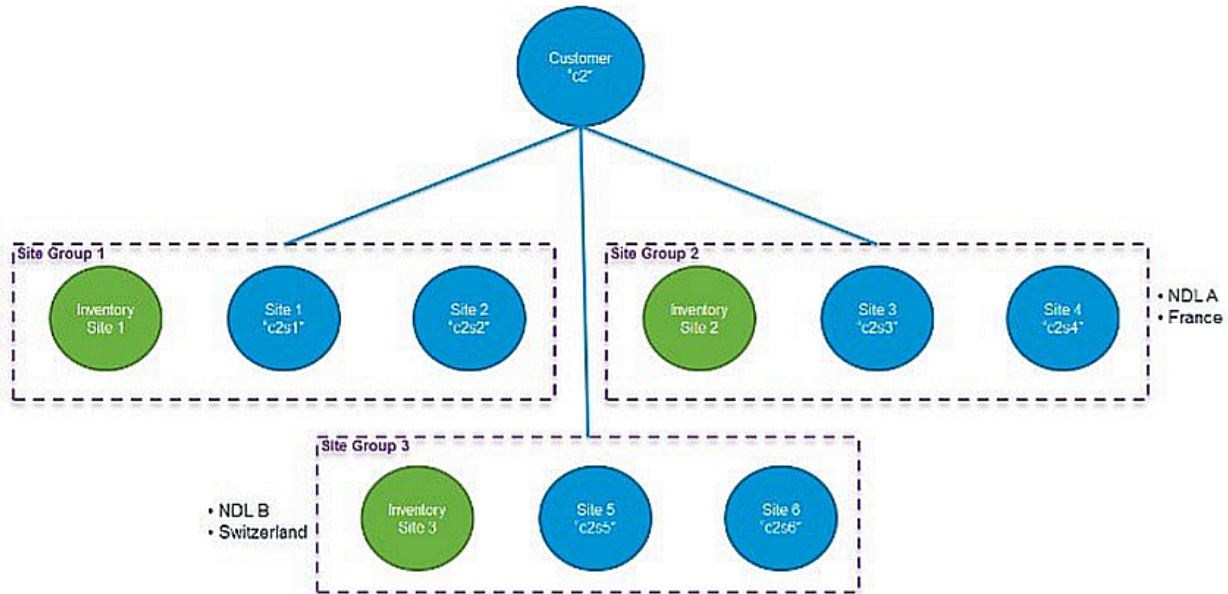 Customer
"c2"
Site Group 1
Inventory
Site 1
Site 1
"c2s1"
Site 2
"c2s2"
Site Group 2
Inventory
Site 2
Site 3
"c2s3"
Site 4
"c2s4"
• NDL A
• France
Site Group 3
• NDL B
• Switzerland
Inventory
Site 3
Site 5
"c2s5"
Site 6
"c2s6"